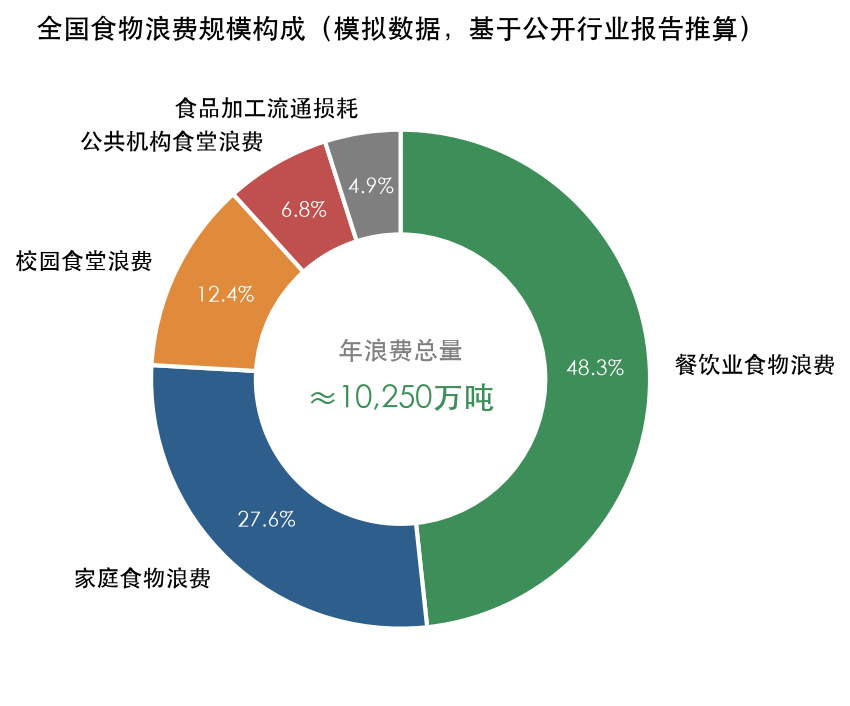 全国食物浪费规模构成（模拟数据，基于公开行业报告推算）
食品加工流通损耗
公共机构食堂浪费
4.9%
6.8%
校园食堂浪费
12.4%
年浪费总量
48.3%
餐饮业食物浪费
≈10,250万吨
27.6%
家庭食物浪费